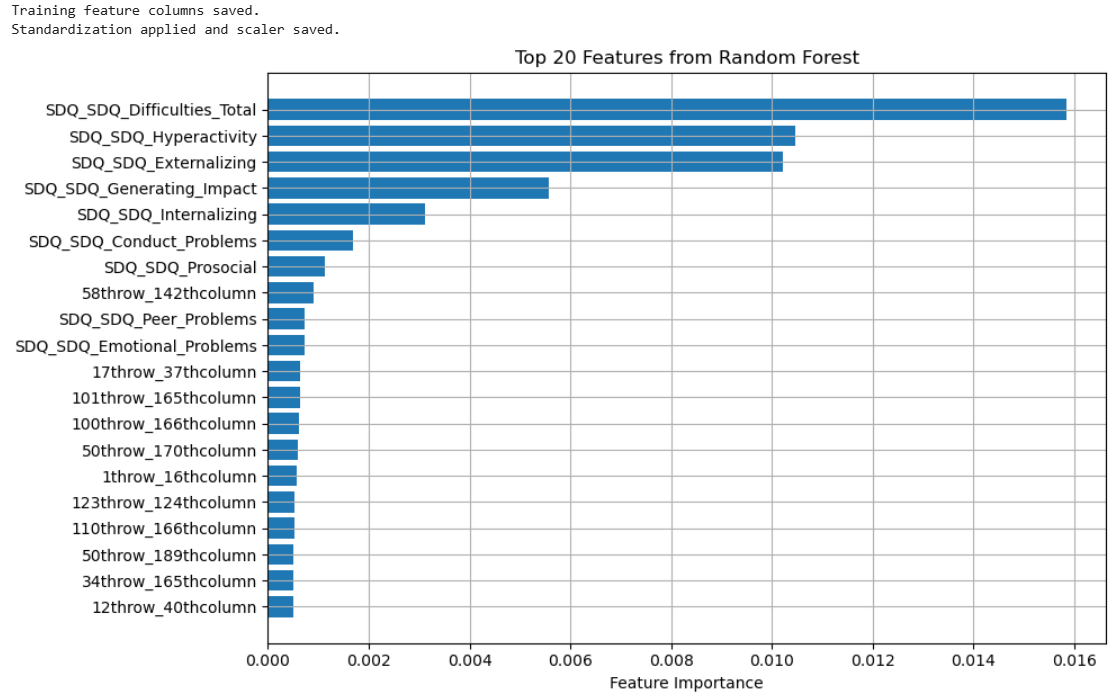 Training feature columns saved.
Standardization applied and scaler saved.
Top 20 Features from Random Forest
SDQ_SDQ_Difficulties_Total
SDQ_SDQ_Hyperactivity
SDQ_SDQ_Externalizing
SDQ_SDQ_Generating_Impact
SDQ_SDQ_Internalizing
SDQ_SDQ_Conduct_Problems
SDQ_SDQ_Prosocial
58throw_142thcolumn
SDQ_SDQ_Peer_Problems
SDQ_SDQ_Emotional_Problems
17throw_37thcolumn
101throw_165thcolumn
100throw_166thcolumn
50throw_170thcolumn
1throw_16thcolumn
123throw_124thcolumn
110throw_166thcolumn
50throw_189thcolumn
34throw_165thcolumn
12throw_40thcolumn
0.000 0.002 0.004 0.006 0.008 0.010 0.012 0.014 0.016
Feature Importance